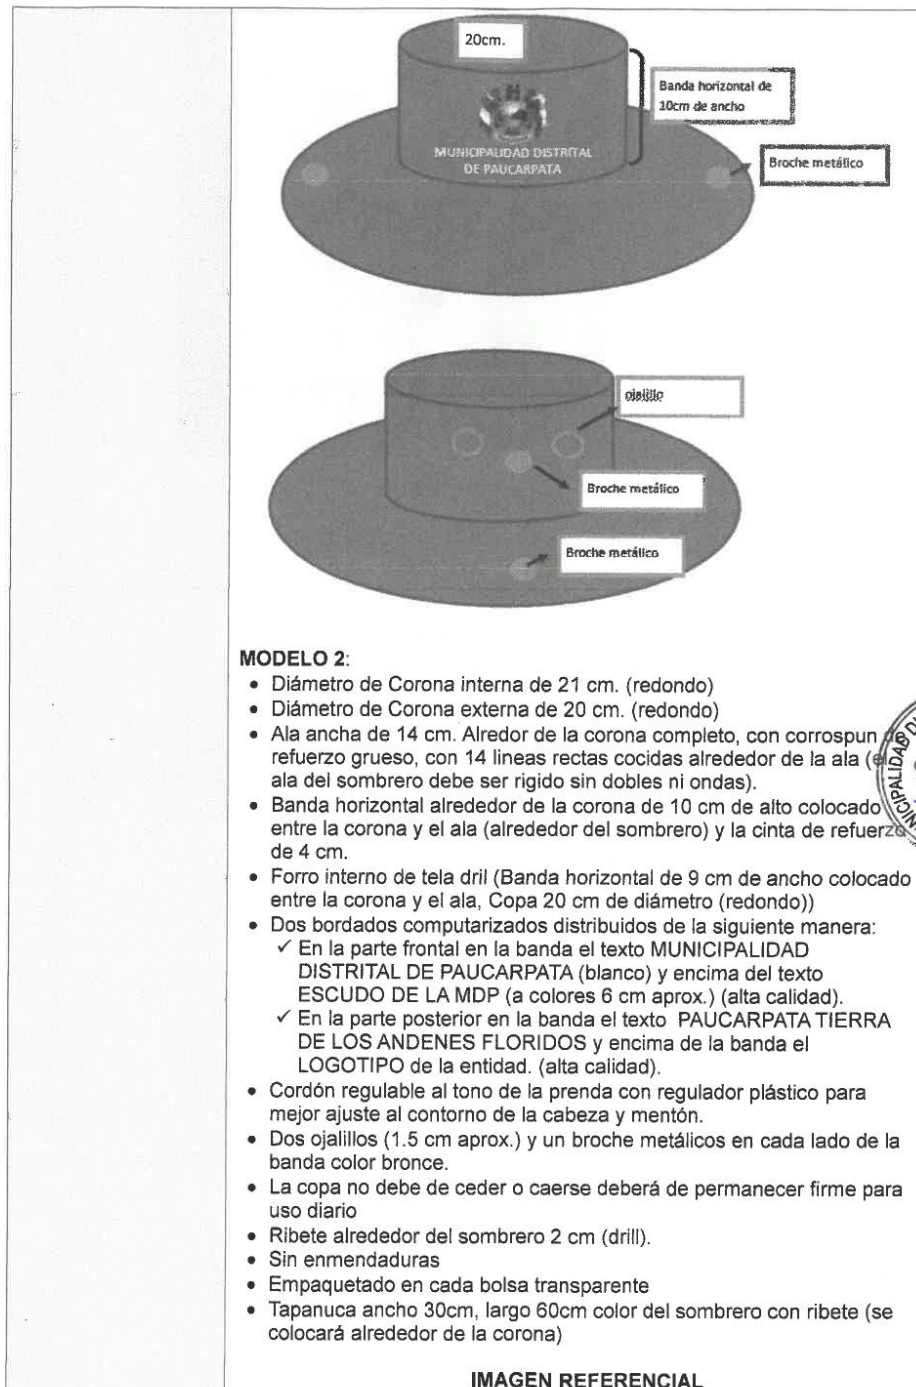 20cm.
Banda horizontal de
10cm de ancho
MUNICIPALIDAD DISTRITAL
DE PAUCARPATA
Broche metálico
ojalillo
Broche metálico
Broche metálico
MODELO 2:
• Diámetro de Corona interna de 21 cm. (redondo)
• Diámetro de Corona externa de 20 cm. (redondo)
• Ala ancha de 14 cm. Alredor de la corona completo, con corrospun de
refuerzo grueso, con 14 lineas rectas cocidas alrededor de la ala (el
ala del sombrero debe ser rigido sin dobles ni ondas).
• Banda horizontal alrededor de la corona de 10 cm de alto colocado
entre la corona y el ala (alrededor del sombrero) y la cinta de refuerzo
de 4 cm.
• Forro interno de tela dril (Banda horizontal de 9 cm de ancho colocado
entre la corona y el ala, Copa 20 cm de diámetro (redondo))
• Dos bordados computarizados distribuidos de la siguiente manera:
✓ En la parte frontal en la banda el texto MUNICIPALIDAD
DISTRITAL DE PAUCARPATA (blanco) y encima del texto
ESCUDO DE LA MDP (a colores 6 cm aprox.) (alta calidad).
✓ En la parte posterior en la banda el texto PAUCARPATA TIERRA
DE LOS ANDENES FLORIDOS y encima de la banda el
LOGOTIPO de la entidad. (alta calidad).
• Cordón regulable al tono de la prenda con regulador plástico para
mejor ajuste al contorno de la cabeza y mentón.
• Dos ojalillos (1.5 cm aprox.) y un broche metálicos en cada lado de la
banda color bronce.
• La copa no debe de ceder o caerse deberá de permanecer firme para
uso diario
• Ribete alrededor del sombrero 2 cm (drill).
• Sin enmendaduras
• Empaquetado en cada bolsa transparente
• Tapanuca ancho 30cm, largo 60cm color del sombrero con ribete (se
colocará alrededor de la corona)
IMAGEN REFERENCIAL